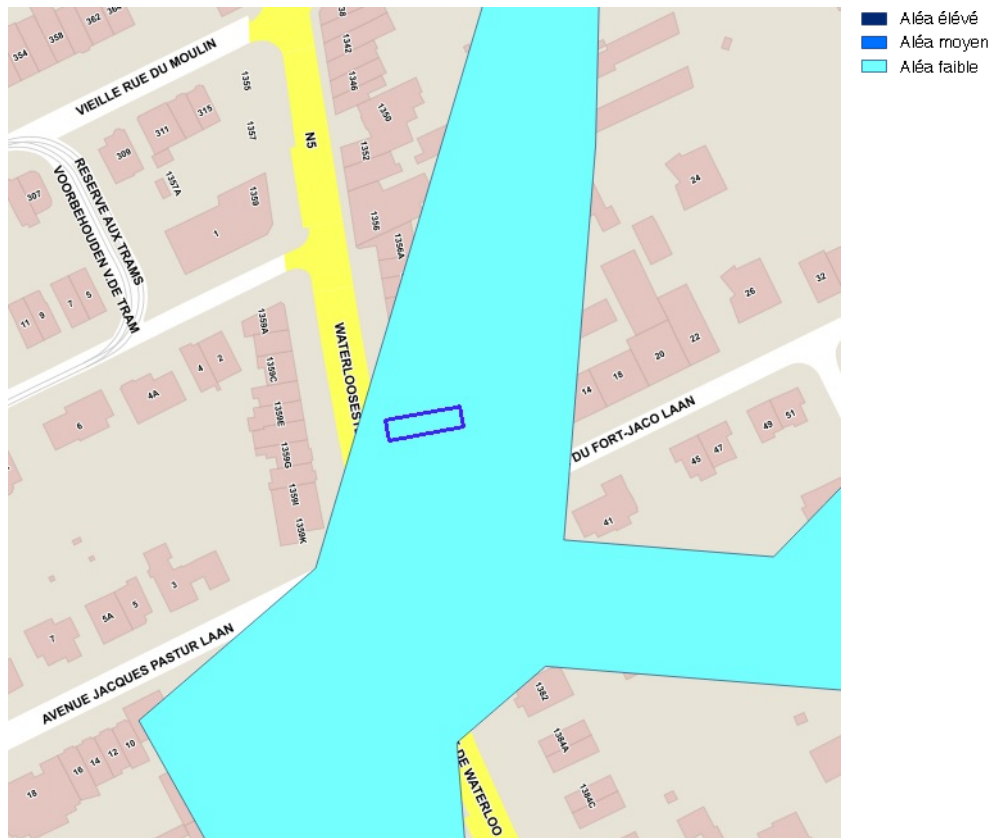 Aléa élévé
Aléa moyen
Aléa faible
354
358
362
VIEILLE RUE DU MOULIN
1342
1346
1350
1352
1355
1357
315
311
309
307
1357A
1359
1
N5
1356
1356A
RESERVE AUX TRAMS
VOORBEHOUDEN V.DE TRAM
24
26
32
22
20
18
14
11
9
7
5
1359A
1359C
1359E
1359G
1359I
1359K
2
4
4A
6
DU FORT-JACO LAAN
51
49
47
45
41
3
5
5A
7
AVENUE JACQUES PASTUR LAAN
10
12
14
16
18
1382
1384A
1384C
DE WATERLOO